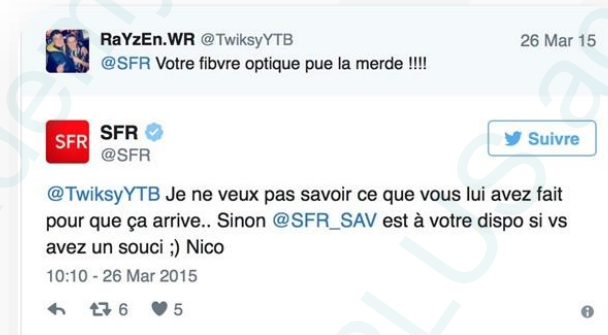 RaYzEn.WR @TwiksyYTB 26 Mar 15
@SFR Votre fibvre optique pue la merde !!!!
SFR
SFR
@SFR
Suivre
@TwiksyYTB Je ne veux pas savoir ce que vous lui avez fait
pour que ça arrive.. Sinon @SFR_SAV est à votre dispo si vs
avez un souci ;) Nico
10:10 - 26 Mar 2015
6 5